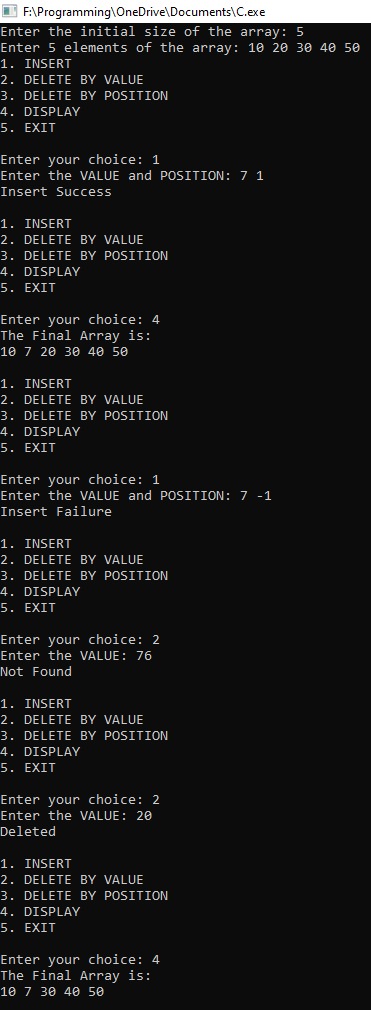 F:\Programming\OneDrive\Documents\C.exe
Enter the initial size of the array: 5
Enter 5 elements of the array: 10 20 30 40 50
1. INSERT
2. DELETE BY VALUE
3. DELETE BY POSITION
4. DISPLAY
5. EXIT
Enter your choice: 1
Enter the VALUE and POSITION: 7 1
Insert Success
1. INSERT
2. DELETE BY VALUE
3. DELETE BY POSITION
4. DISPLAY
5. EXIT
Enter your choice: 4
The Final Array is:
10 7 20 30 40 50
1. INSERT
2. DELETE BY VALUE
3. DELETE BY POSITION
4. DISPLAY
5. EXIT
Enter your choice: 1
Enter the VALUE and POSITION: 7 -1
Insert Failure
1. INSERT
2. DELETE BY VALUE
3. DELETE BY POSITION
4. DISPLAY
5. EXIT
Enter your choice: 2
Enter the VALUE: 76
Not Found
1. INSERT
2. DELETE BY VALUE
3. DELETE BY POSITION
4. DISPLAY
5. EXIT
Enter your choice: 2
Enter the VALUE: 20
Deleted
1. INSERT
2. DELETE BY VALUE
3. DELETE BY POSITION
4. DISPLAY
5. EXIT
Enter your choice: 4
The Final Array is:
10 7 30 40 50